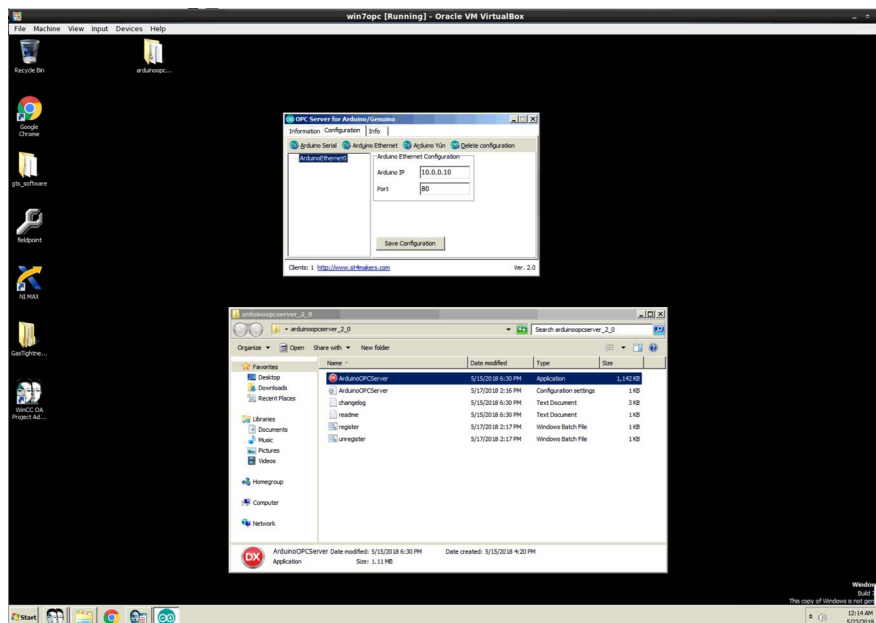 win7opc [Running] - Oracle VM VirtualBox
File Machine View Input Devices Help
Recycle Bin
arduinoopc...
Google Chrome
gts_software
fieldpoint
NI MAX
GasTightne...
WinCC OA Project Ad...
OPC Server for Arduino/Genuino
Information Configuration Info
Arduino Serial Arduino Ethernet Arduino Yún Delete configuration
ArduinoEthernet0
Arduino Ethernet Configuration
Arduino IP 10.0.0.10
Port 80
Save Configuration
Clients: 1 http://www.st4makers.com Ver. 2.0
arduinoopcserver_2_0
arduinoopcserver_2_0 Search arduinoopcserver_2_0
Organize Open Share with New folder
Favorites
Desktop
Downloads
Recent Places
Libraries
Documents
Music
Pictures
Videos
Homegroup
Computer
Network
Name Date modified Type Size
ArduinoOPCServer 5/15/2018 6:30 PM Application 1,142 KB
ArduinoOPCServer 5/17/2018 2:16 PM Configuration settings 1 KB
changelog 5/15/2018 6:30 PM Text Document 3 KB
readme 5/15/2018 6:30 PM Text Document 1 KB
register 5/17/2018 2:17 PM Windows Batch File 1 KB
unregister 5/17/2018 2:17 PM Windows Batch File 1 KB
DX
ArduinoOPCServer Date modified: 5/15/2018 6:30 PM Date created: 5/15/2018 4:20 PM
Application Size: 1.11 MB
Window
Build 7
This copy of Windows is not gen
Start
12:14 AM
5/23/2018